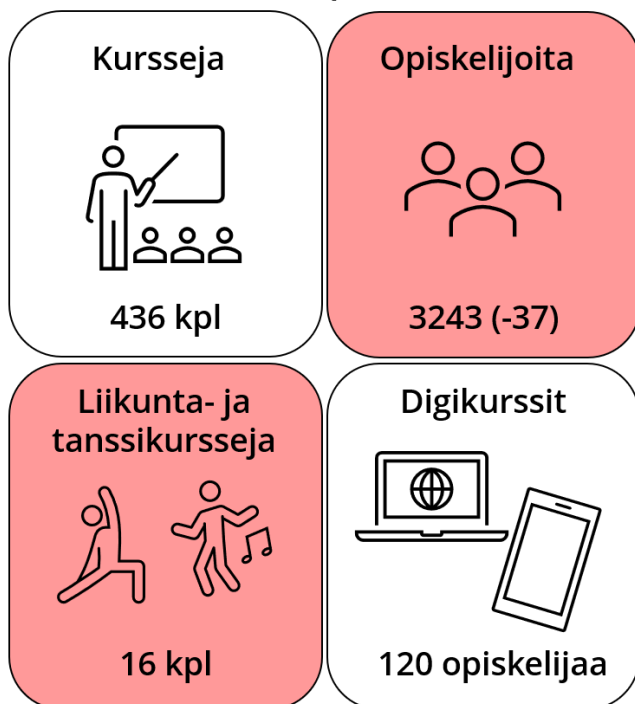 Kursseja
Opiskelijoita
436 kpl
3243 (-37)
Liikunta- ja
tanssikursseja
Digikurssit
16 kpl
120 opiskelijaa